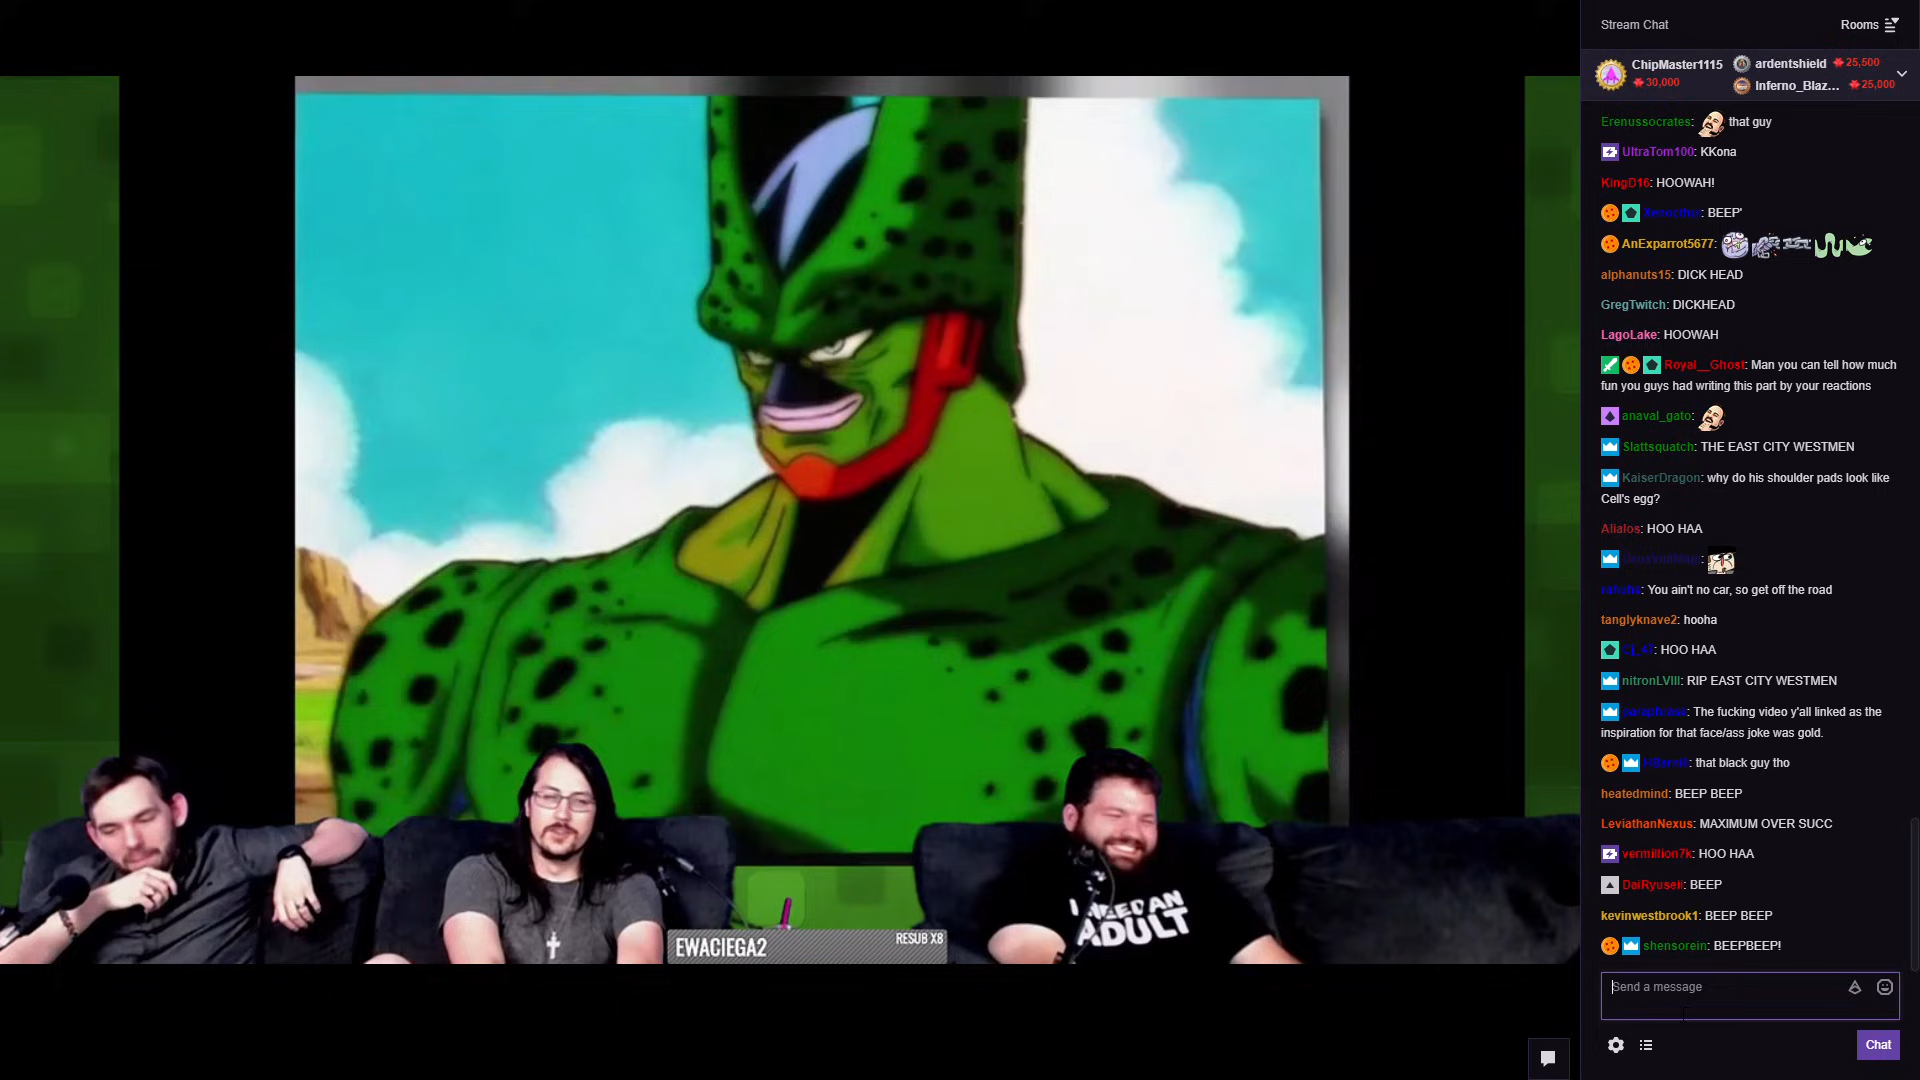 Stream Chat
Rooms
ChipMaster1115
30,000
ardentshield 25,500
Inferno_Blaz... 25,000
Erenussocrates: that guy
UltraTom100: KKona
KingD16: HOOWAH!
: BEEP'
AnExparrot5677:
alphanuts15: DICK HEAD
GregTwitch: DICKHEAD
LagoLake: HOOWAH
Royal__Ghost: Man you can tell how much
fun you guys had writing this part by your reactions
anaval_gato:
Slattsquatch: THE EAST CITY WESTMEN
KaiserDragon: why do his shoulder pads look like
Cell's egg?
Alialos: HOO HAA
: You ain't no car, so get off the road
tanglyknave2: hooha
: HOO HAA
nitronLVIII: RIP EAST CITY WESTMEN
: The fucking video y'all linked as the
inspiration for that face/ass joke was gold.
: that black guy tho
heatedmind: BEEP BEEP
LeviathanNexus: MAXIMUM OVER SUCC
vermillion7k: HOO HAA
: BEEP
kevinwestbrook1: BEEP BEEP
shensorein: BEEPBEEP!
Send a message
Chat
I NEED AN
ADULT
EWACIEGA2
RESUB X8